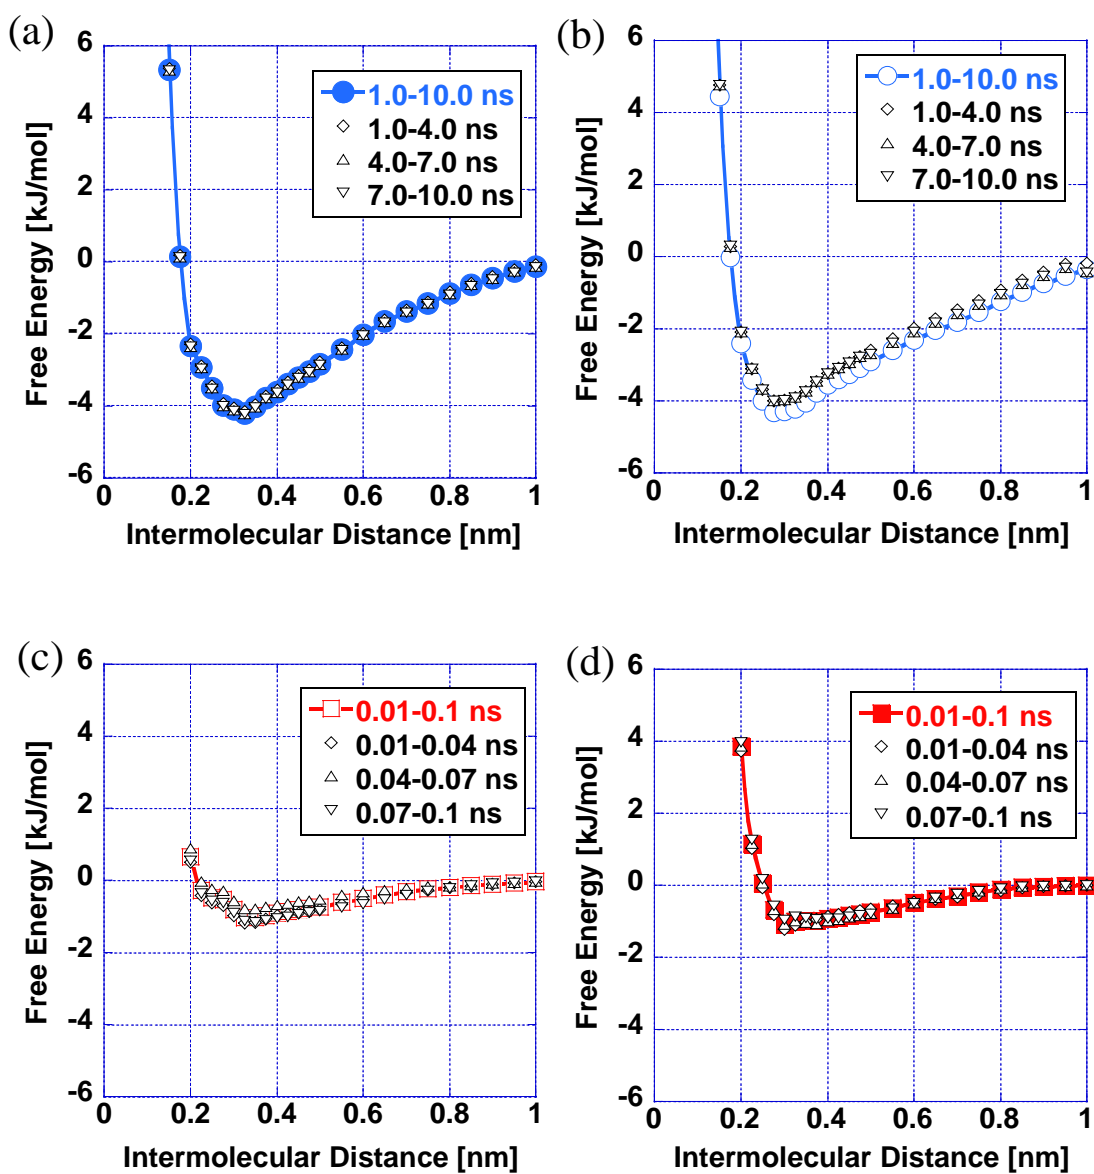 (a)
6
4
2
0
-2
-4
-6
0
0.2
0.4
0.6
0.8
1
Free Energy [kJ/mol]
Intermolecular Distance [nm]
1.0-10.0 ns
1.0-4.0 ns
4.0-7.0 ns
7.0-10.0 ns
(b)
6
4
2
0
-2
-4
-6
0
0.2
0.4
0.6
0.8
1
Free Energy [kJ/mol]
Intermolecular Distance [nm]
1.0-10.0 ns
1.0-4.0 ns
4.0-7.0 ns
7.0-10.0 ns
(c)
6
4
2
0
-2
-4
-6
0
0.2
0.4
0.6
0.8
1
Free Energy [kJ/mol]
Intermolecular Distance [nm]
0.01-0.1 ns
0.01-0.04 ns
0.04-0.07 ns
0.07-0.1 ns
(d)
6
4
2
0
-2
-4
-6
0
0.2
0.4
0.6
0.8
1
Free Energy [kJ/mol]
Intermolecular Distance [nm]
0.01-0.1 ns
0.01-0.04 ns
0.04-0.07 ns
0.07-0.1 ns